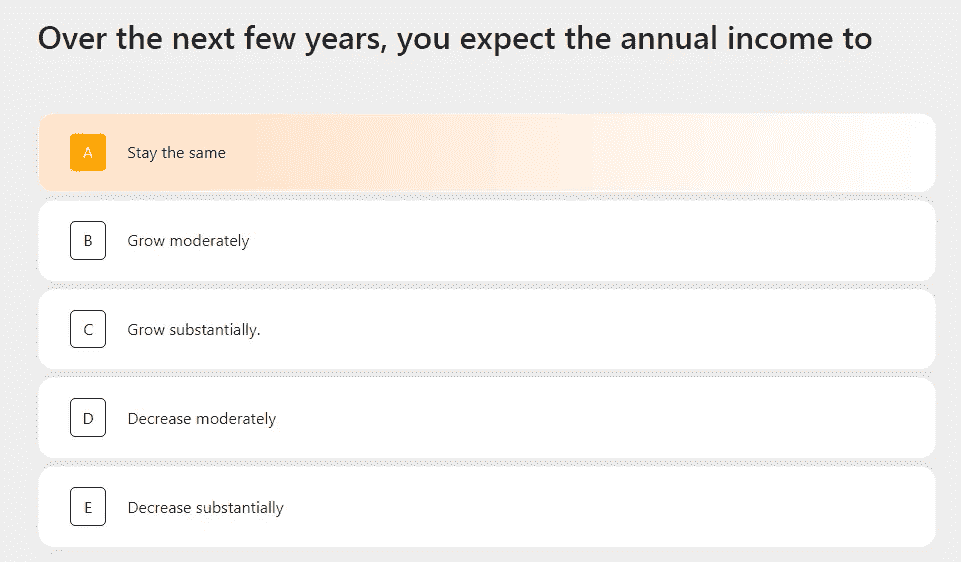 Over the next few years, you expect the annual income to
A Stay the same
B Grow moderately
C Grow substantially.
D Decrease moderately
E Decrease substantially